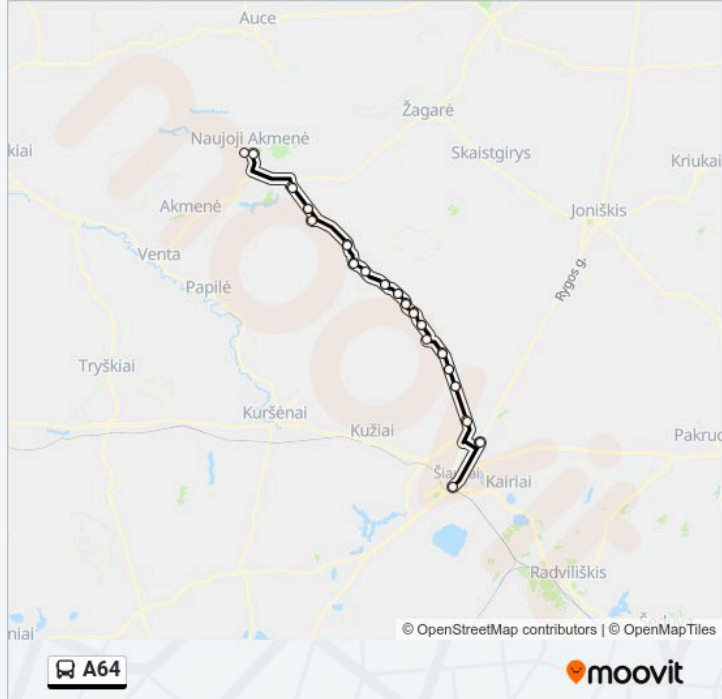 Auce
Žagarė
Naujoji Akmenė
kiai
Skaistgirys
Kriukai
Akmenė
Joniškis
Venta
Rygos g.
Papilė
Tryškiai
Kuršėnai
Kužiai
Pakruo
Kairiai
Radviliškis
niai
© OpenStreetMap contributors | © OpenMapTiles
A64
moovit